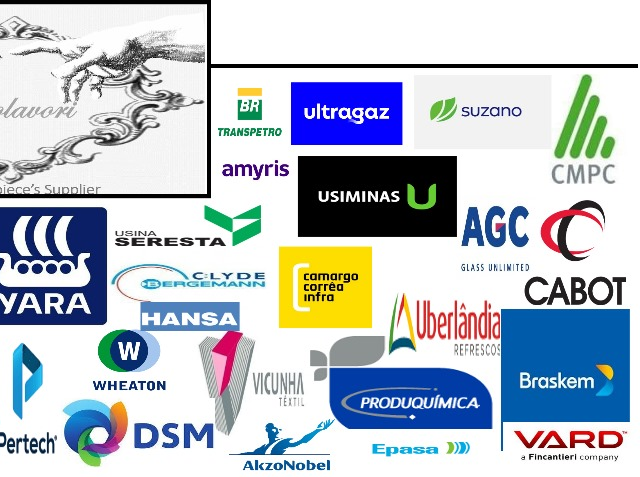 olavori
piece's Supplier
BR
TRANSPETRO
ultragaz
suzano
CMPC
amyris
USIMINAS U
USINA
SERESTA
AGC
GLASS UNLIMITED
YARA
CLYDE
BERGEMANN
camargo
corrêa
infra
CABOT
HANSA
Uberlândia
REFRESCOS
W
WHEATON
VICUNHA
TÊXTIL
PRODUQUÍMICA
Braskem
Pertech
DSM
AkzoNobel
Epasa
VARD™
a Fincantieri company